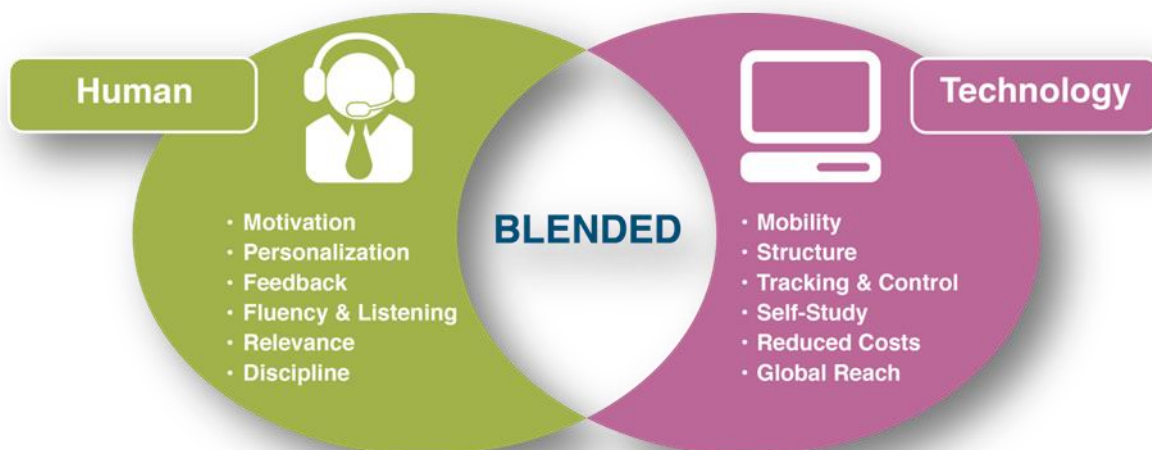 Human
· Motivation
· Personalization
· Feedback
· Fluency & Listening
· Relevance
· Discipline
BLENDED
Technology
· Mobility
· Structure
· Tracking & Control
· Self-Study
· Reduced Costs
· Global Reach